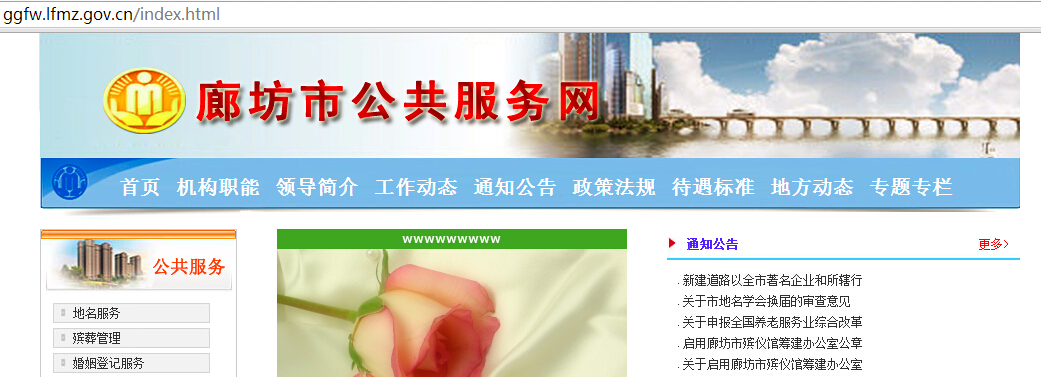 ggfw.lfmz.gov.cn/index.html
廊坊市公共服务网
首页 机构职能 领导简介 工作动态 通知公告 政策法规 待遇标准 地方动态 专题专栏
公共服务
地名服务
殡葬管理
婚姻登记服务
wwwwwwwwww
通知公告 更多>
. 新建道路以全市著名企业和所辖行
. 关于市地名学会换届的审查意见
. 关于申报全国养老服务业综合改革
. 启用廊坊市殡仪馆筹建办公室公章
. 关于启用廊坊市殡仪馆筹建办公室